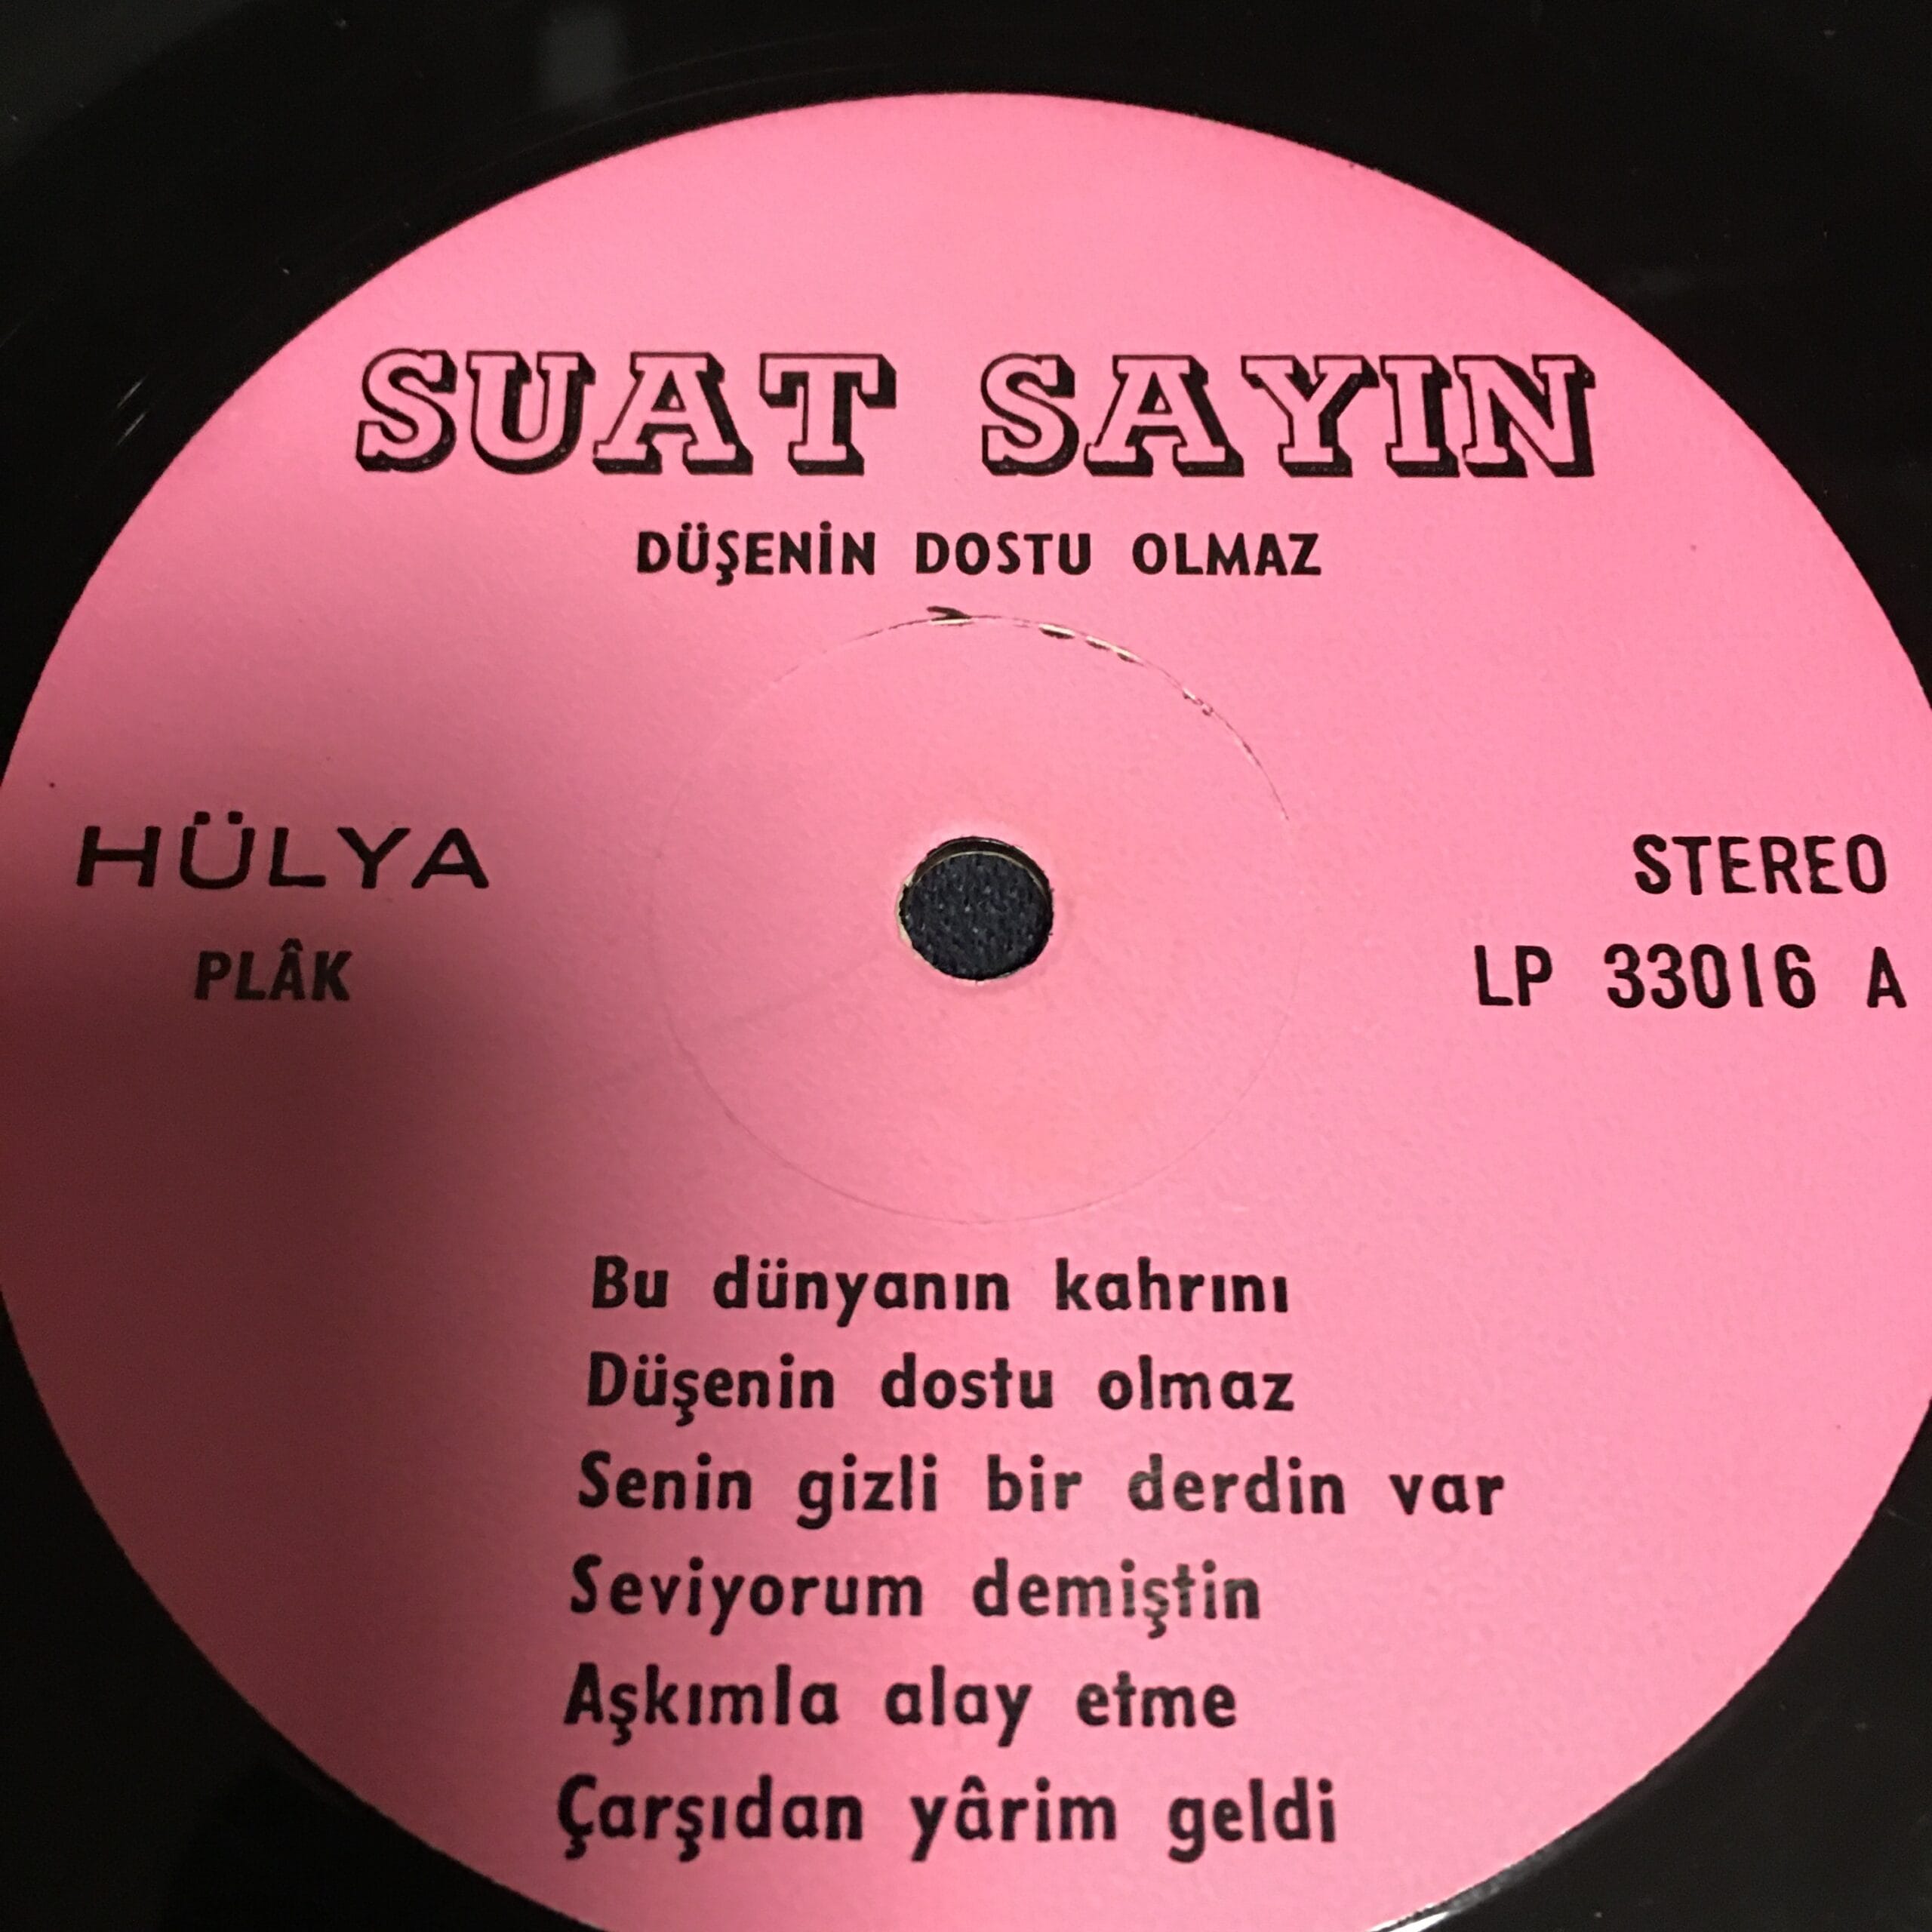 SUAT SAYIN
DÜŞENİN DOSTU OLMAZ
HÜLYA
PLÂK
STEREO
LP 33016 A
Bu dünyanın kahrını
Düşenin dostu olmaz
Senin gizli bir derdin var
Seviyorum demiştin
Aşkımla alay etme
Çarşıdan yârim geldi